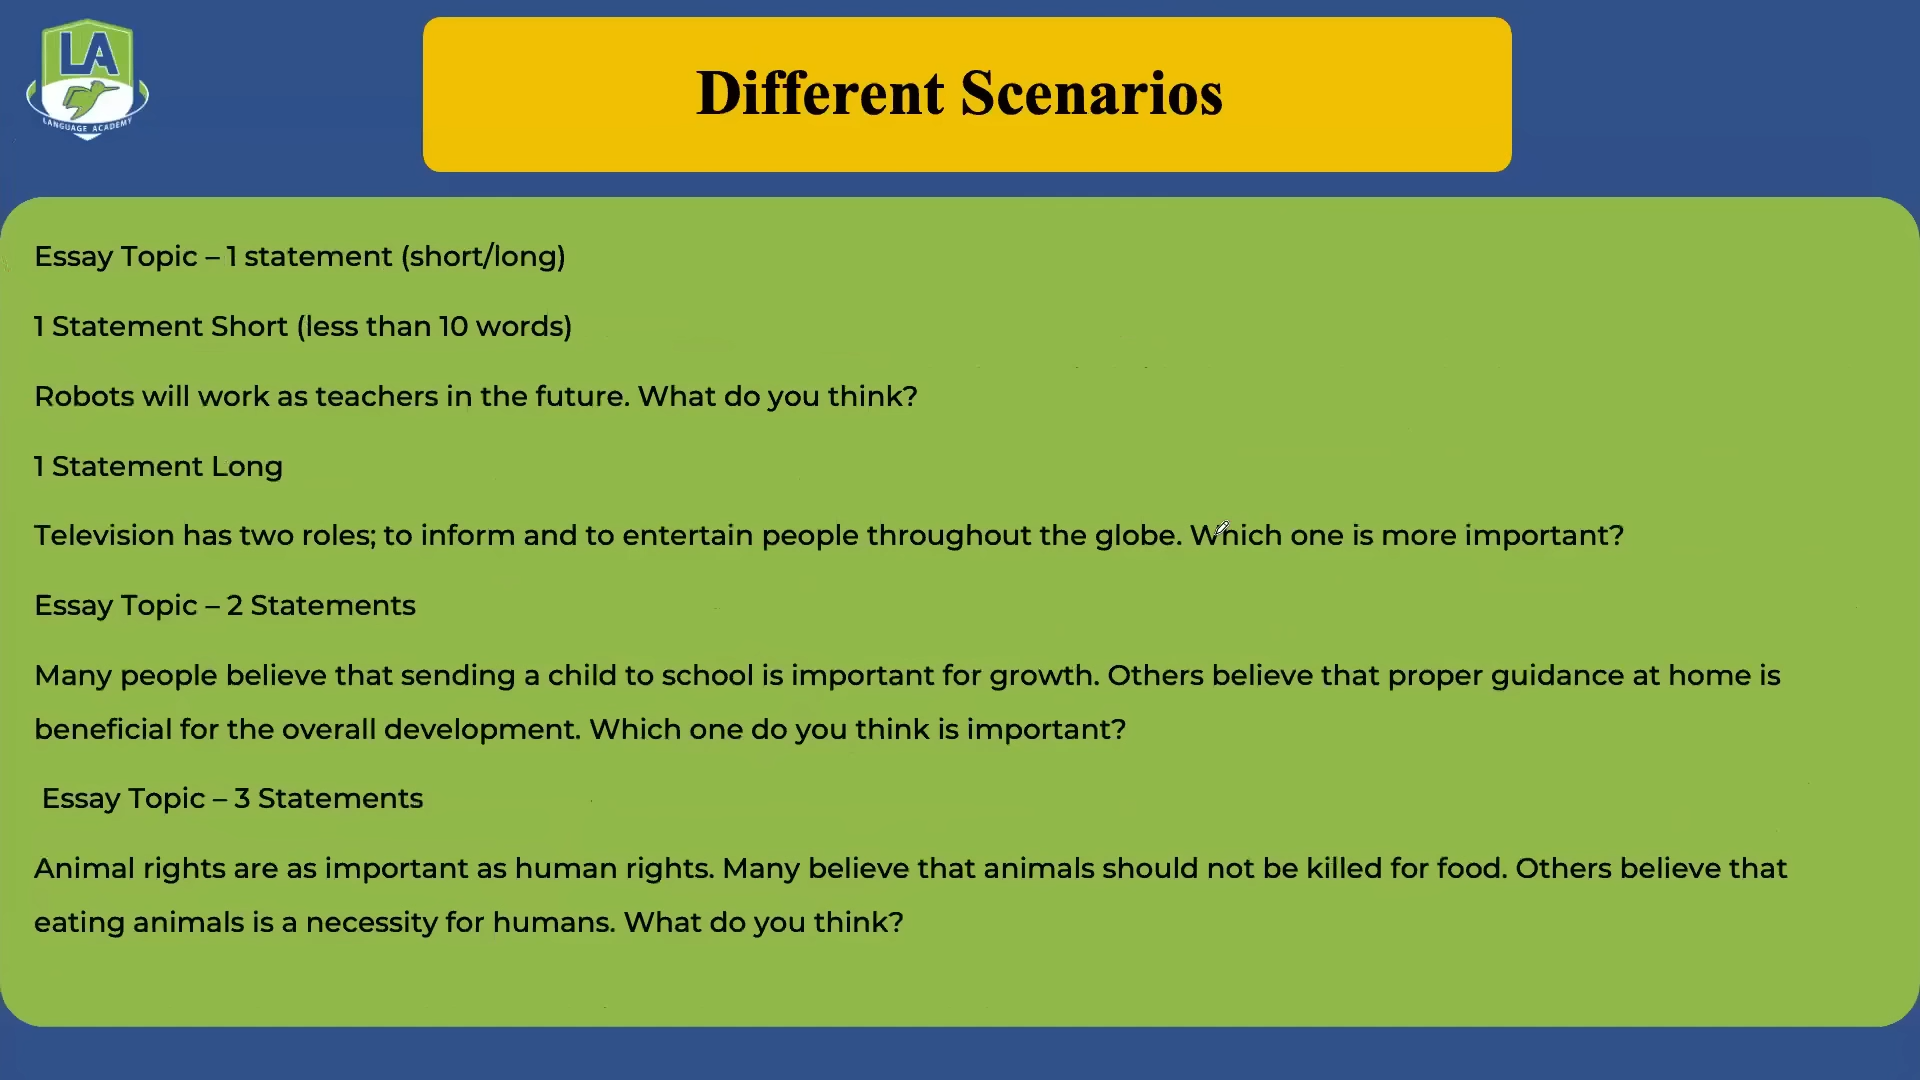 LA
LANGUAGE ACADEMY
Different Scenarios
Essay Topic – 1 statement (short/long)
1 Statement Short (less than 10 words)
Robots will work as teachers in the future. What do you think?
1 Statement Long
Television has two roles; to inform and to entertain people throughout the globe. Which one is more important?
Essay Topic – 2 Statements
Many people believe that sending a child to school is important for growth. Others believe that proper guidance at home is
beneficial for the overall development. Which one do you think is important?
Essay Topic – 3 Statements
Animal rights are as important as human rights. Many believe that animals should not be killed for food. Others believe that
eating animals is a necessity for humans. What do you think?